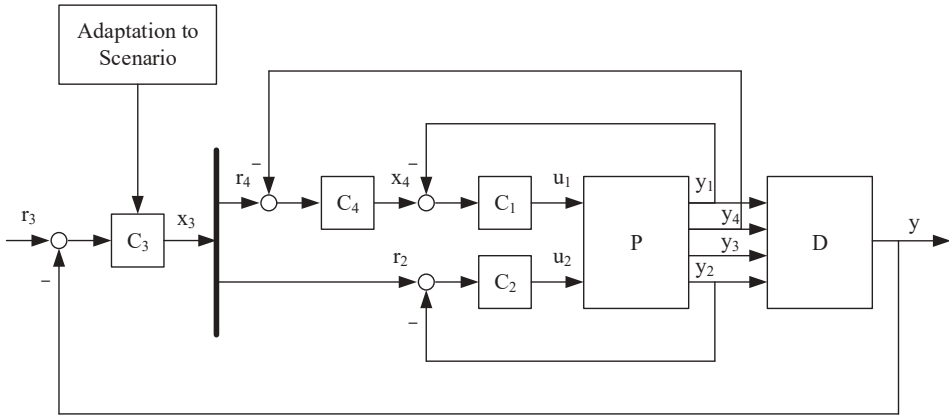 Adaptation to
Scenario
r3
−
C3
x3
r4
−
C4
x4
−
C1
u1
r2
−
C2
u2
P
y1
y4
y3
y2
D
y